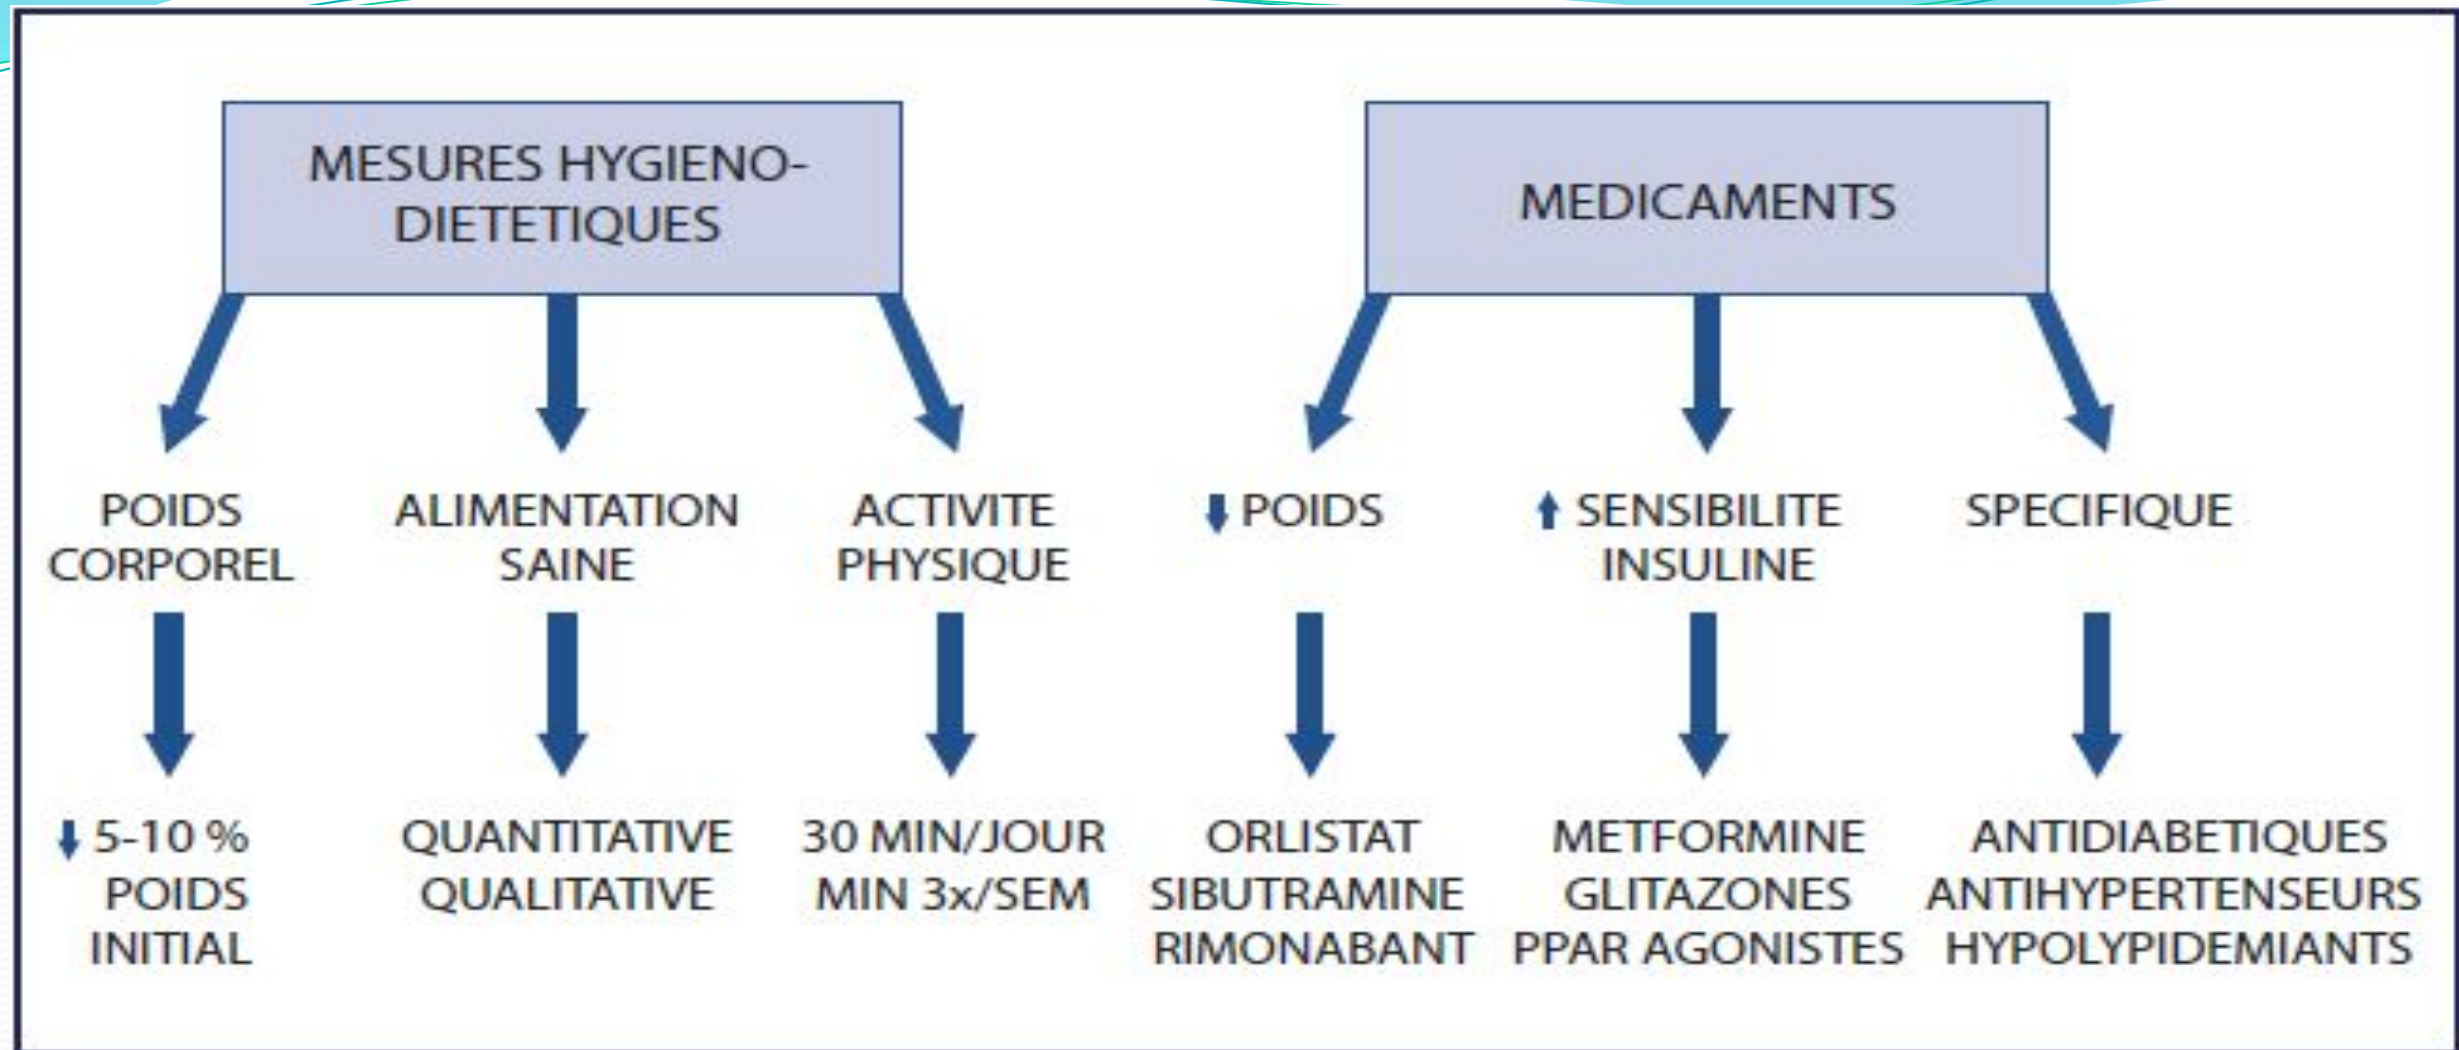 MESURES HYGIENO-
DIETETIQUES
MEDICAMENTS
POIDS
CORPOREL
ALIMENTATION
SAINE
ACTIVITE
PHYSIQUE
POIDS
SENSIBILITE
INSULINE
SPECIFIQUE
5-10 %
POIDS
INITIAL
QUANTITATIVE
QUALITATIVE
30 MIN/JOUR
MIN 3x/SEM
ORLISTAT
SIBUTRAMINE
RIMONABANT
METFORMINE
GLITAZONES
PPAR AGONISTES
ANTIDIABETIQUES
ANTIHYPERTENSEURS
HYPOLYPIDEMIANTS